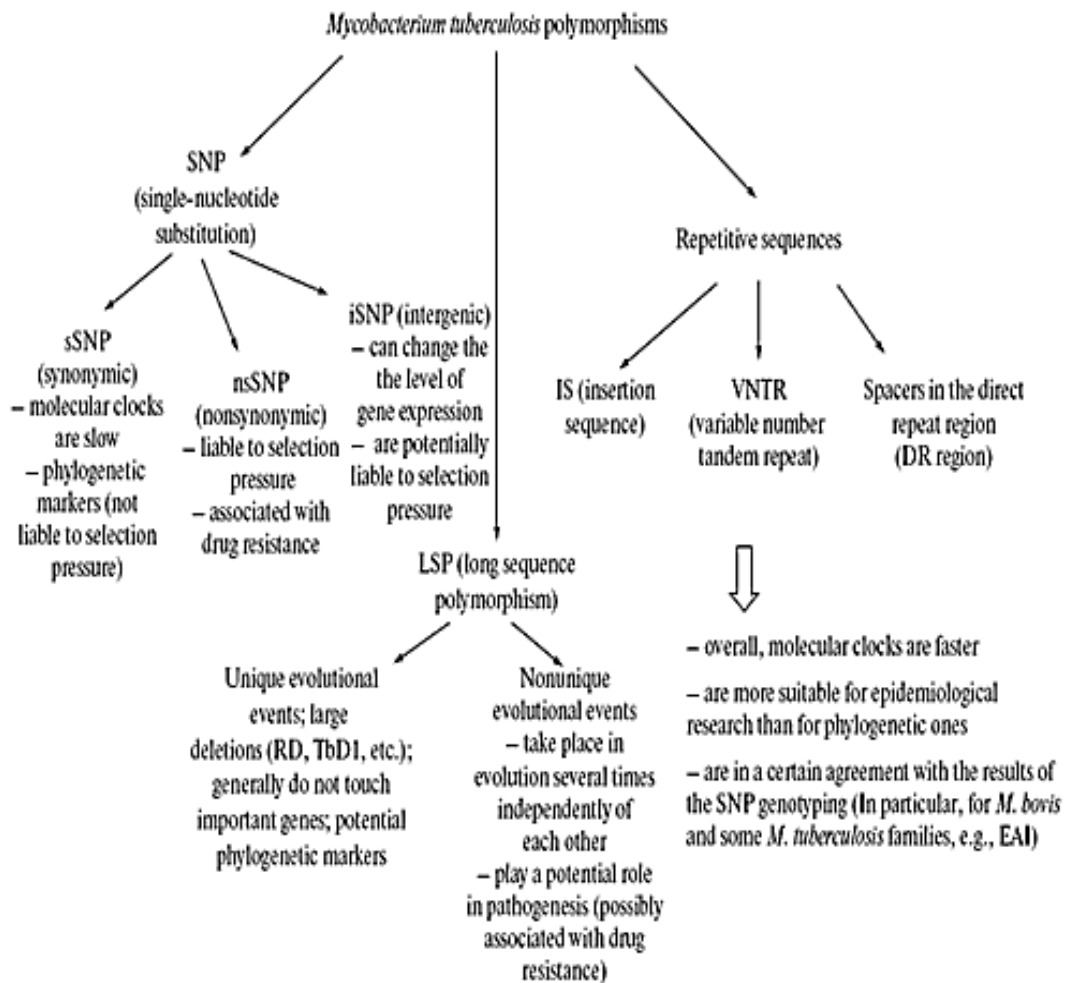 Mycobacterium tuberculosis polymorphisms
SNP
(single-nucleotide
substitution)
sSNP
(synonymic)
– molecular clocks
are slow
– phylogenetic
markers (not
liable to selection
pressure)
nsSNP
(nonsynonymic)
– liable to selection
pressure
– associated with
drug resistance
iSNP (intergenic)
– can change the
the level of
gene expression
– are potentially
liable to selection
pressure
LSP (long sequence
polymorphism)
Unique evolutional
events; large
deletions (RD, TbD1, etc.);
generally do not touch
important genes; potential
phylogenetic markers
Nonunique
evolutional events
– take place in
evolution several times
independently of
each other
– play a potential role
in pathogenesis (possibly
associated with drug
resistance)
Repetitive sequences
IS (insertion
sequence)
VNTR
(variable number
tandem repeat)
Spacers in the direct
repeat region
(DR region)
– overall, molecular clocks are faster
– are more suitable for epidemiological
research than for phylogenetic ones
– are in a certain agreement with the results of
the SNP genotyping (In particular, for M. bovis
and some M. tuberculosis families, e.g., EAI)